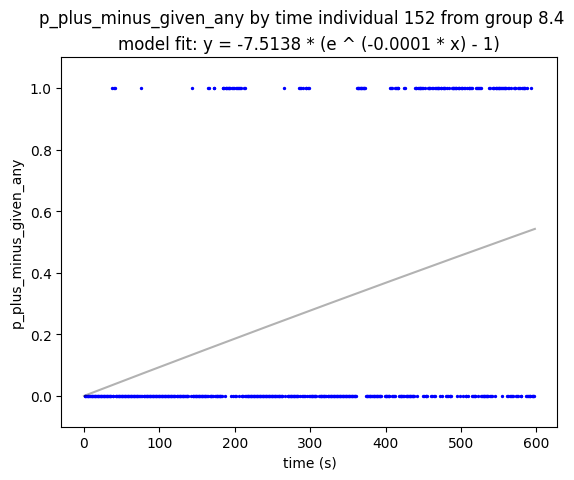 p_plus_minus_given_any by time individual 152 from group 8.4
model fit: y = -7.5138 * (e ^ (-0.0001 * x) - 1)
1.0
0.8
0.6
0.4
0.2
0.0
p_plus_minus_given_any
0 100 200 300 400 500 600
time (s)